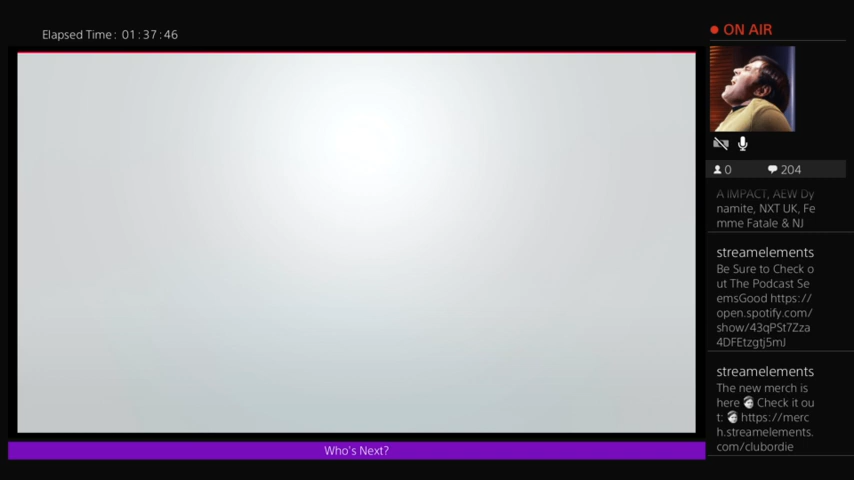 Elapsed Time: 01:37:46
ON AIR
0
204
A IMPACT, AEW Dy
namite, NXT UK, Fe
mme Fatale & NJ
streamelements
Be Sure to Check o
ut The Podcast Se
emsGood https://
open.spotify.com/
show/43qPSt7Zza
4DFEtzgtj5mJ
streamelements
The new merch is
here Check it ou
t: https://merc
h.streamelements.
com/clubordie
Who's Next?